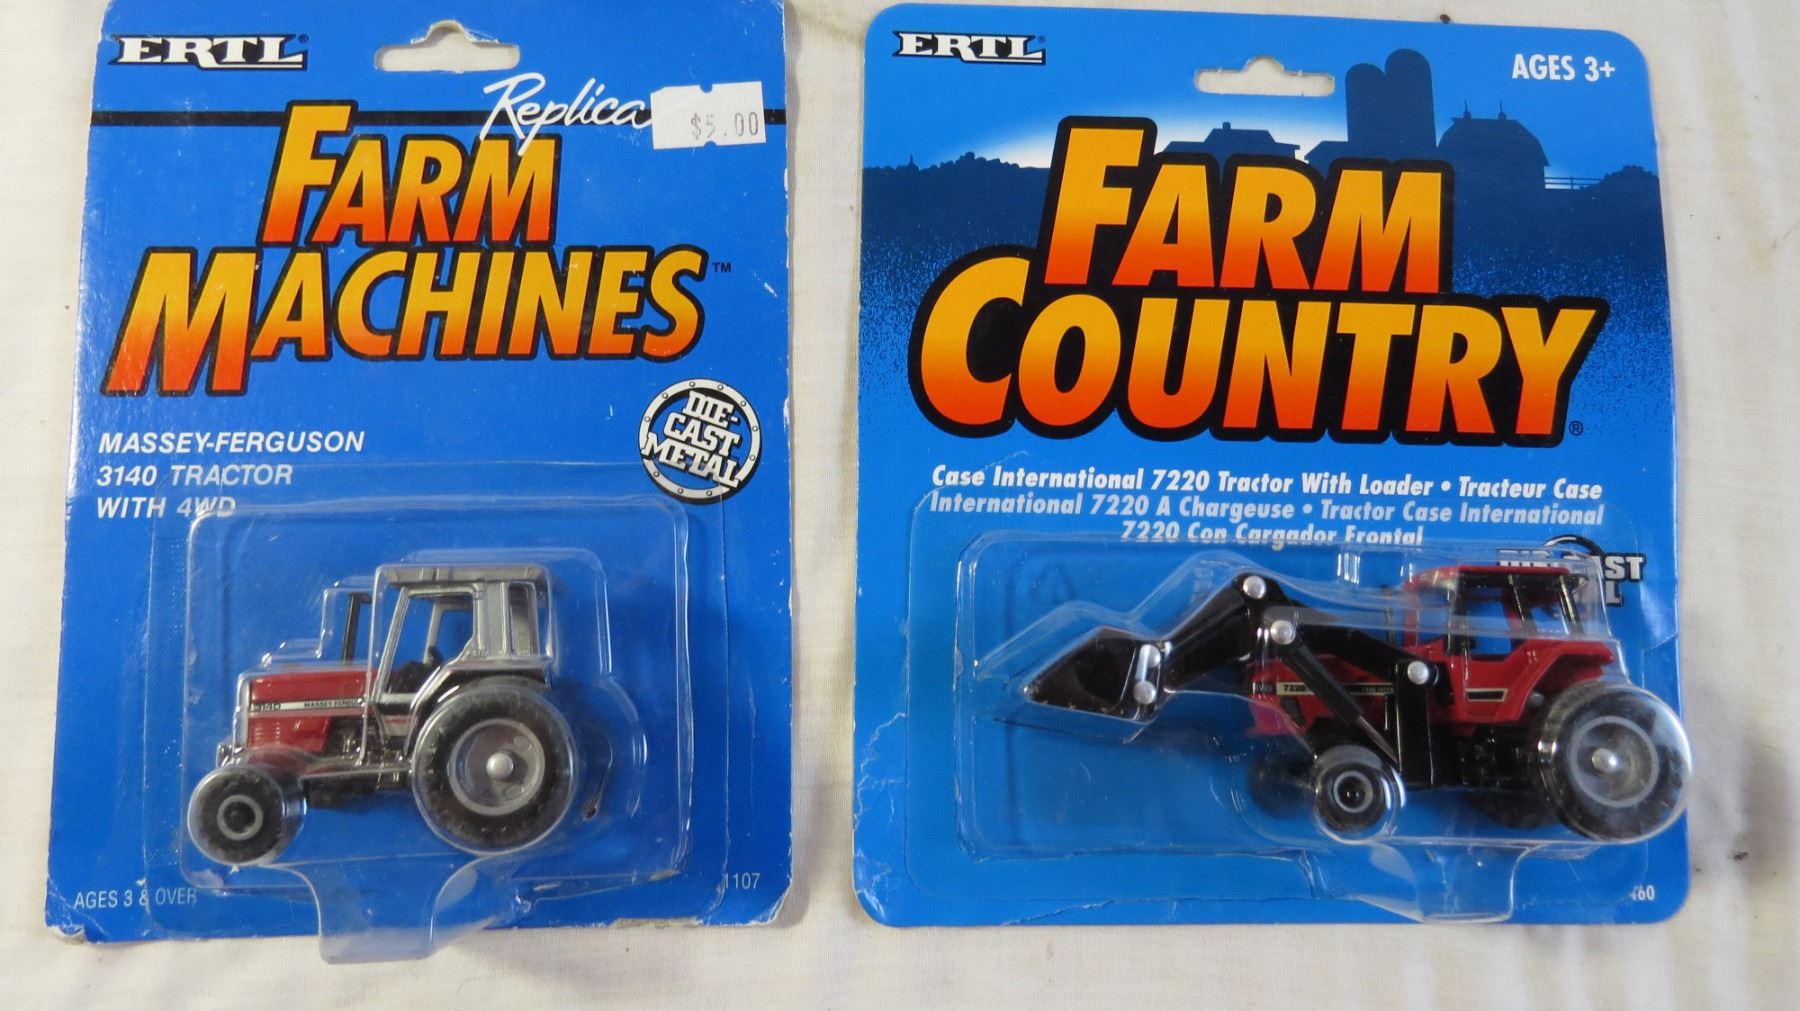 ERTL®
Replica
$5.00
FARM
MACHINES™
DIE-
CAST
METAL
MASSEY-FERGUSON
3140 TRACTOR
WITH 4WD
3140 MASSEY FERGUSON
AGES 3 & OVER
1107
ERTL®
AGES 3+
FARM
COUNTRY®
Case International 7220 Tractor With Loader • Tracteur Case
International 7220 A Chargeuse • Tractor Case International
7220 Con Cargador Frontal
7220